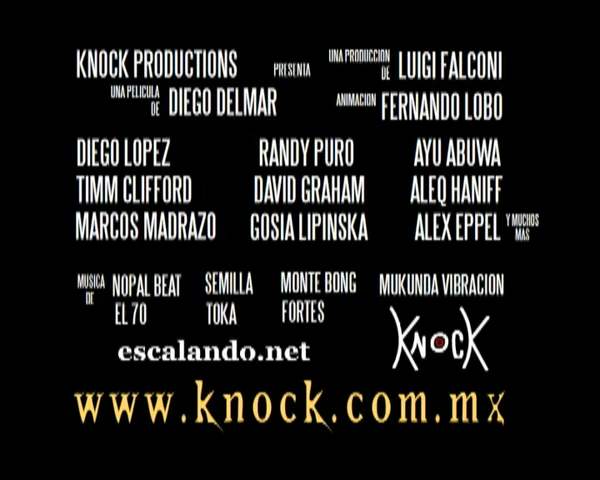 KNOCK PRODUCTIONS PRESENTA UNA PRODUCCION DE LUIGI FALCONI
UNA PELICULA DE DIEGO DELMAR ANIMACION FERNANDO LOBO
DIEGO LOPEZ RANDY PURO AYU ABUWA
TIMM CLIFFORD DAVID GRAHAM ALEQ HANIFF
MARCOS MADRAZO GOSIA LIPINSKA ALEX EPPEL Y MUCHOS MAS
MUSICA DE NOPAL BEAT SEMILLA MONTE BONG MUKUNDA VIBRACION
EL 70 TOKA FORTES
escalando.net KNOCK
www.knock.com.mx